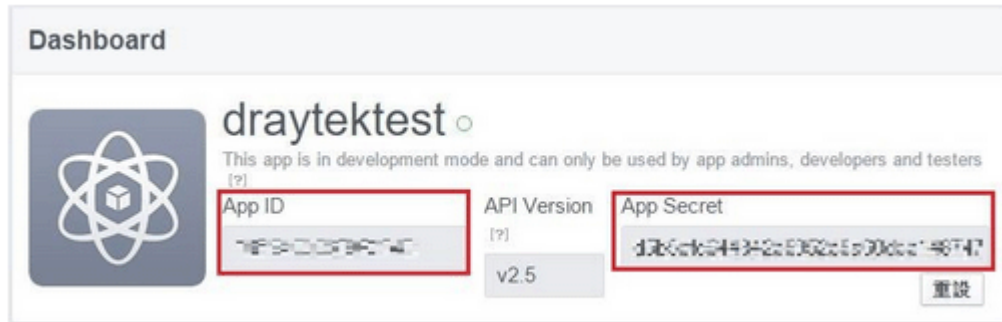 Dashboard
draytektest
This app is in development mode and can only be used by app admins, developers and testers
[?]
App ID
API Version
[?]
v2.5
App Secret
重設